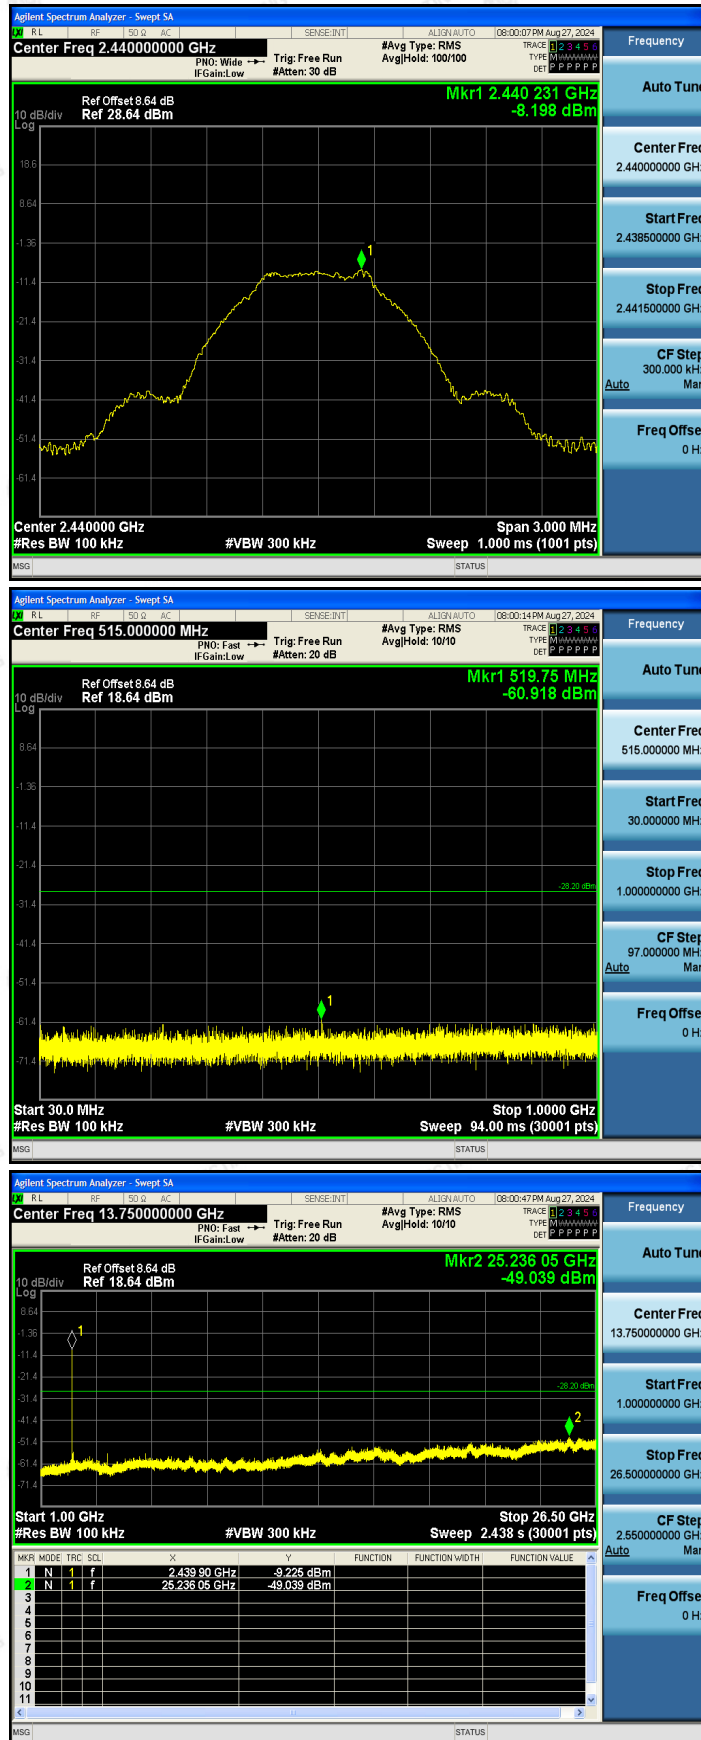 Agilent Spectrum Analyzer - Swept SA
LXI RL RF 50 Ω AC SENSE:INT ALIGN AUTO 08:00:07 PM Aug 27, 2024
Center Freq 2.440000000 GHz
PNO: Wide
IFGain:Low
Trig: Free Run
#Atten: 30 dB
#Avg Type: RMS
Avg|Hold: 100/100
TRACE 1 2 3 4 5 6
TYPE M
DET P P P P P P
Ref Offset 8.64 dB
Ref 28.64 dBm
10 dB/div
Log
Mkr1 2.440 231 GHz
-8.198 dBm
18.6
8.64
-1.36
-11.4
-21.4
-31.4
-41.4
-51.4
-61.4
1
Center 2.440000 GHz
Span 3.000 MHz
#Res BW 100 kHz
#VBW 300 kHz
Sweep 1.000 ms (1001 pts)
MSG
STATUS
Frequency
Auto Tune
Center Freq
2.440000000 GHz
Start Freq
2.438500000 GHz
Stop Freq
2.441500000 GHz
CF Step
300.000 kHz
Auto Man
Freq Offset
0 Hz
Agilent Spectrum Analyzer - Swept SA
LXI RL RF 50 Ω AC SENSE:INT ALIGN AUTO 08:00:14 PM Aug 27, 2024
Center Freq 515.000000 MHz
PNO: Fast
IFGain:Low
Trig: Free Run
#Atten: 20 dB
#Avg Type: RMS
Avg|Hold: 10/10
TRACE 1 2 3 4 5 6
TYPE M
DET P P P P P P
Ref Offset 8.64 dB
Ref 18.64 dBm
10 dB/div
Log
Mkr1 519.75 MHz
-60.918 dBm
8.64
-1.36
-11.4
-21.4
-28.20 dBm
-31.4
-41.4
-51.4
-61.4
-71.4
1
Start 30.0 MHz
Stop 1.0000 GHz
#Res BW 100 kHz
#VBW 300 kHz
Sweep 94.00 ms (30001 pts)
MSG
STATUS
Frequency
Auto Tune
Center Freq
515.000000 MHz
Start Freq
30.000000 MHz
Stop Freq
1.000000000 GHz
CF Step
97.000000 MHz
Auto Man
Freq Offset
0 Hz
Agilent Spectrum Analyzer - Swept SA
LXI RL RF 50 Ω AC SENSE:INT ALIGN AUTO 08:00:47 PM Aug 27, 2024
Center Freq 13.750000000 GHz
PNO: Fast
IFGain:Low
Trig: Free Run
#Atten: 20 dB
#Avg Type: RMS
Avg|Hold: 10/10
TRACE 1 2 3 4 5 6
TYPE M
DET P P P P P P
Ref Offset 8.64 dB
Ref 18.64 dBm
10 dB/div
Log
Mkr2 25.236 05 GHz
-49.039 dBm
8.64
-1.36
-11.4
-21.4
-28.20 dBm
-31.4
-41.4
-51.4
-61.4
-71.4
1
2
Start 1.00 GHz
Stop 26.50 GHz
#Res BW 100 kHz
#VBW 300 kHz
Sweep 2.438 s (30001 pts)
MKR MODE TRC SCL X Y FUNCTION FUNCTION WIDTH FUNCTION VALUE
1 N 1 f 2.439 90 GHz -9.225 dBm
2 N 1 f 25.236 05 GHz -49.039 dBm
3
4
5
6
7
8
9
10
11
MSG
STATUS
Frequency
Auto Tune
Center Freq
13.750000000 GHz
Start Freq
1.000000000 GHz
Stop Freq
26.500000000 GHz
CF Step
2.550000000 GHz
Auto Man
Freq Offset
0 Hz